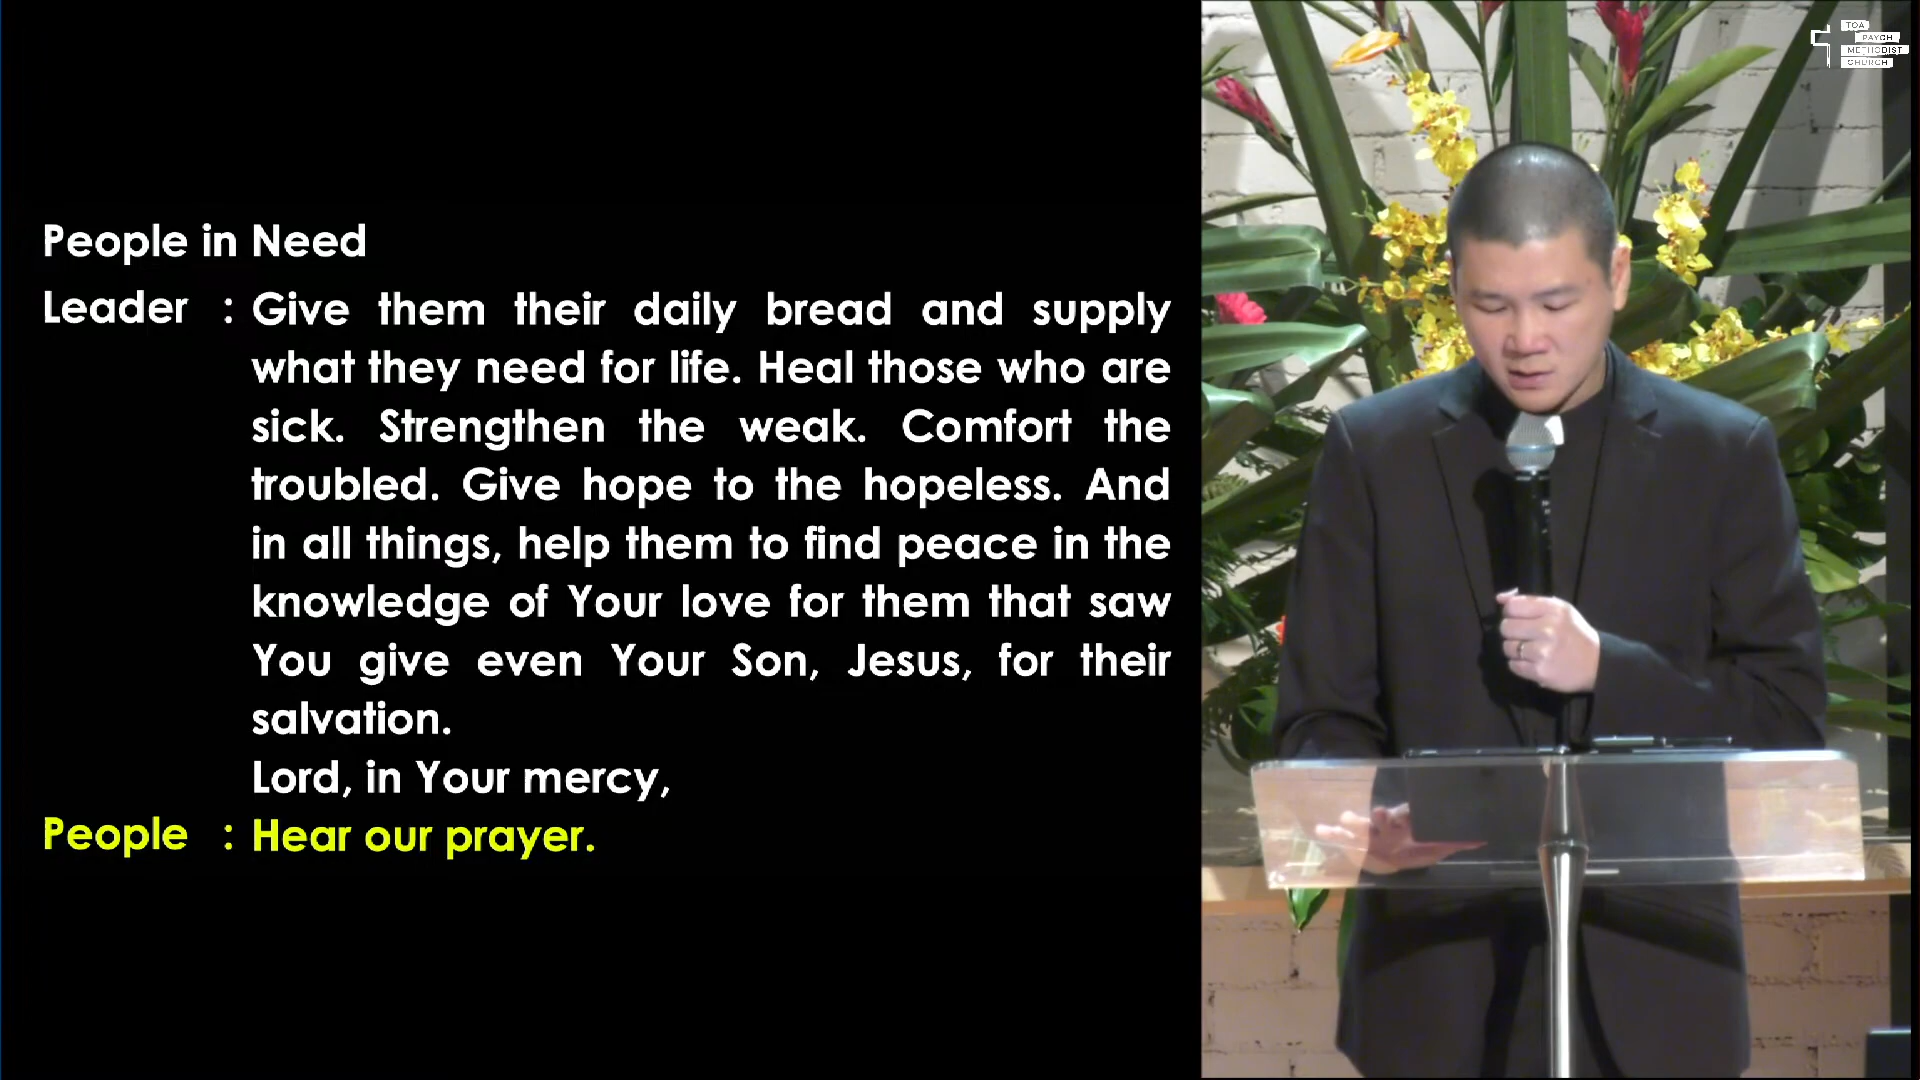 TOA
PAYOH
METHODIST
CHURCH
People in Need
Leader : Give them their daily bread and supply
what they need for life. Heal those who are
sick. Strengthen the weak. Comfort the
troubled. Give hope to the hopeless. And
in all things, help them to find peace in the
knowledge of Your love for them that saw
You give even Your Son, Jesus, for their
salvation.
Lord, in Your mercy,
People : Hear our prayer.